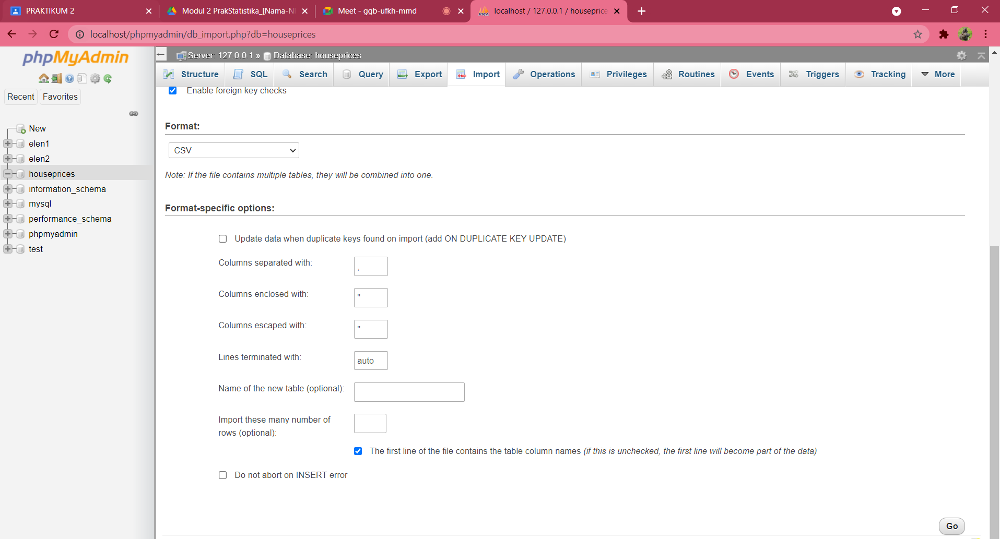 PRAKTIKUM 2
Modul 2 PrakStatistika_[Nama-N
Meet - ggb-ufkh-mmd
PMA
localhost / 127.0.0.1 / houseprice
localhost/phpmyadmin/db_import.php?db=houseprices
phpMyAdmin
Server: 127.0.0.1 » Database: houseprices
Structure SQL Search Query Export Import Operations Privileges Routines Events Triggers Tracking More
Recent Favorites
New
elen1
elen2
houseprices
information_schema
mysql
performance_schema
phpmyadmin
test
Enable foreign key checks
Format:
CSV
Note: If the file contains multiple tables, they will be combined into one.
Format-specific options:
Update data when duplicate keys found on import (add ON DUPLICATE KEY UPDATE)
Columns separated with: ,
Columns enclosed with: "
Columns escaped with: "
Lines terminated with: auto
Name of the new table (optional):
Import these many number of
rows (optional):
The first line of the file contains the table column names (if this is unchecked, the first line will become part of the data)
Do not abort on INSERT error
Go